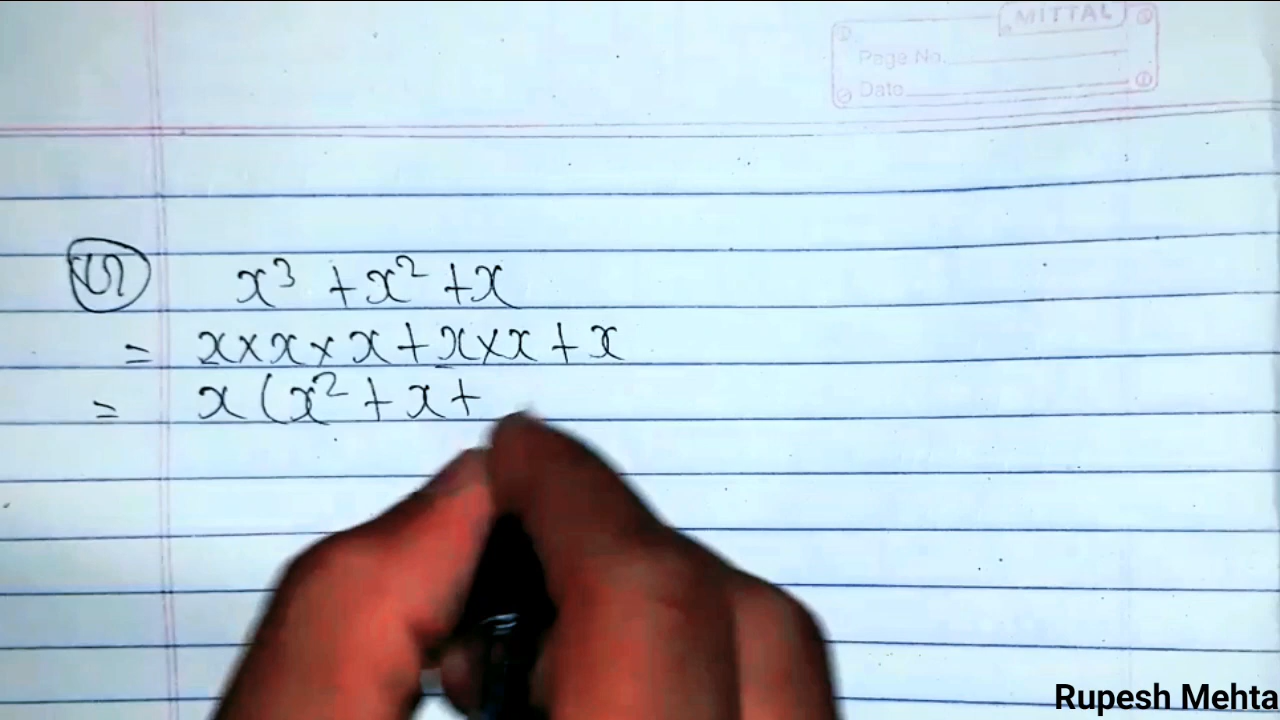 MITTAL
Page No.
Date
ङ x³ + x² + x
= x × x × x + x × x + x
= x ( x² + x +
Rupesh Mehta